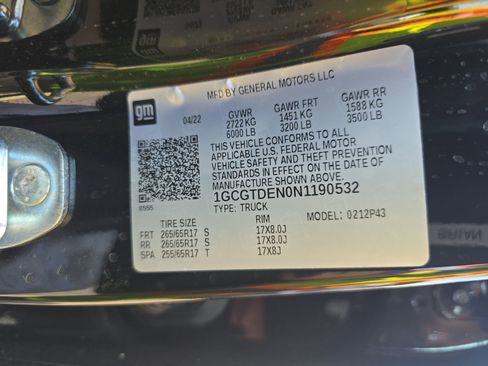 MFD BY GENERAL MOTORS LLC
gm
04/22 GVWR GAWR FRT GAWR RR
2722 KG 1451 KG 1588 KG
6000 LB 3200 LB 3500 LB
THIS VEHICLE CONFORMS TO ALL
APPLICABLE U.S. FEDERAL MOTOR
VEHICLE SAFETY AND THEFT PREVENTION
STANDARDS IN EFFECT ON THE DATE OF
MANUFACTURE SHOWN ABOVE.
1GCGTDEN0N1190532
TYPE: TRUCK
MODEL: 0212P43
TIRE SIZE RIM
FRT 265/65R17 S 17X8.0J
RR 265/65R17 S 17X8.0J
SPA 255/65R17 T 17X8J
BRIAN